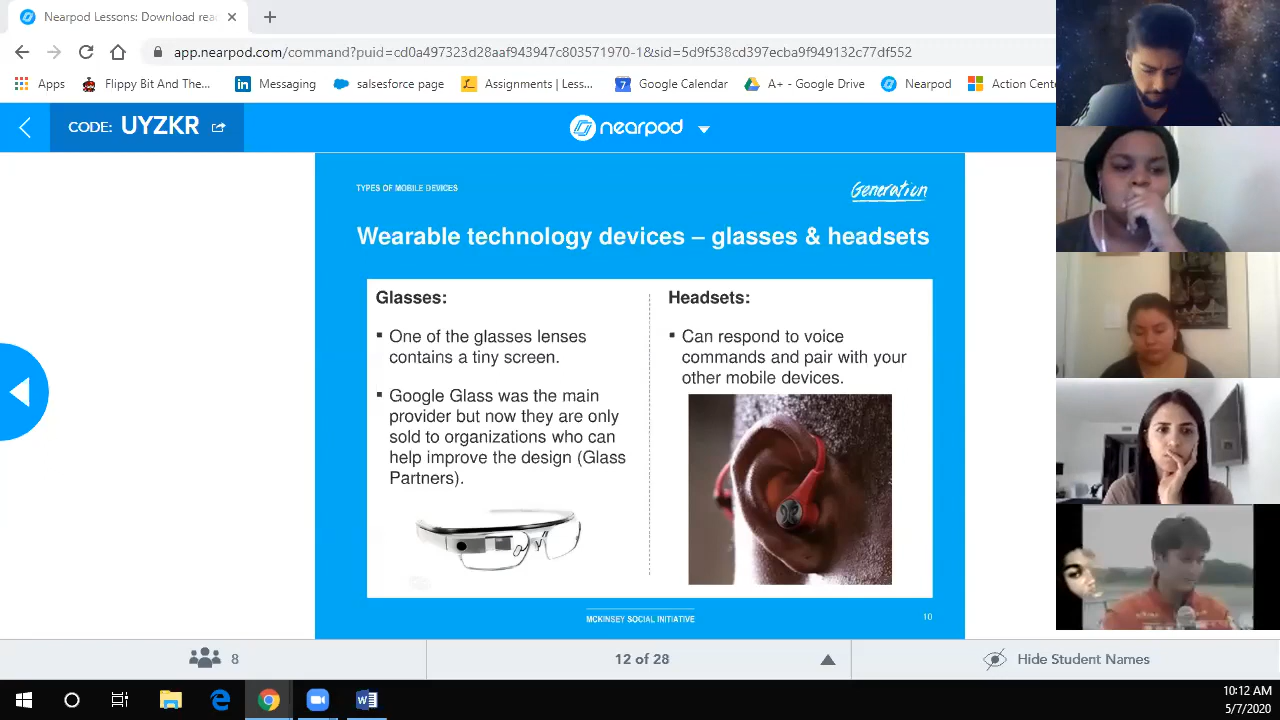 Nearpod Lessons: Download rea
app.nearpod.com/command?puid=cd0a497323d28aaf943947c803571970-1&sid=5d9f558cd397ecba9f949132c77df552
Apps Flippy Bit And The... Messaging salesforce page Assignments | Less... Google Calendar A+ - Google Drive Nearpod Action Cente
CODE: UYZKR
nearpod
TYPES OF MOBILE DEVICES
Generation
Wearable technology devices – glasses & headsets
Glasses:
▪ One of the glasses lenses
contains a tiny screen.
▪ Google Glass was the main
provider but now they are only
sold to organizations who can
help improve the design (Glass
Partners).
Headsets:
▪ Can respond to voice
commands and pair with your
other mobile devices.
MCKINSEY SOCIAL INITIATIVE
10
8
12 of 28
Hide Student Names
10:12 AM
5/7/2020